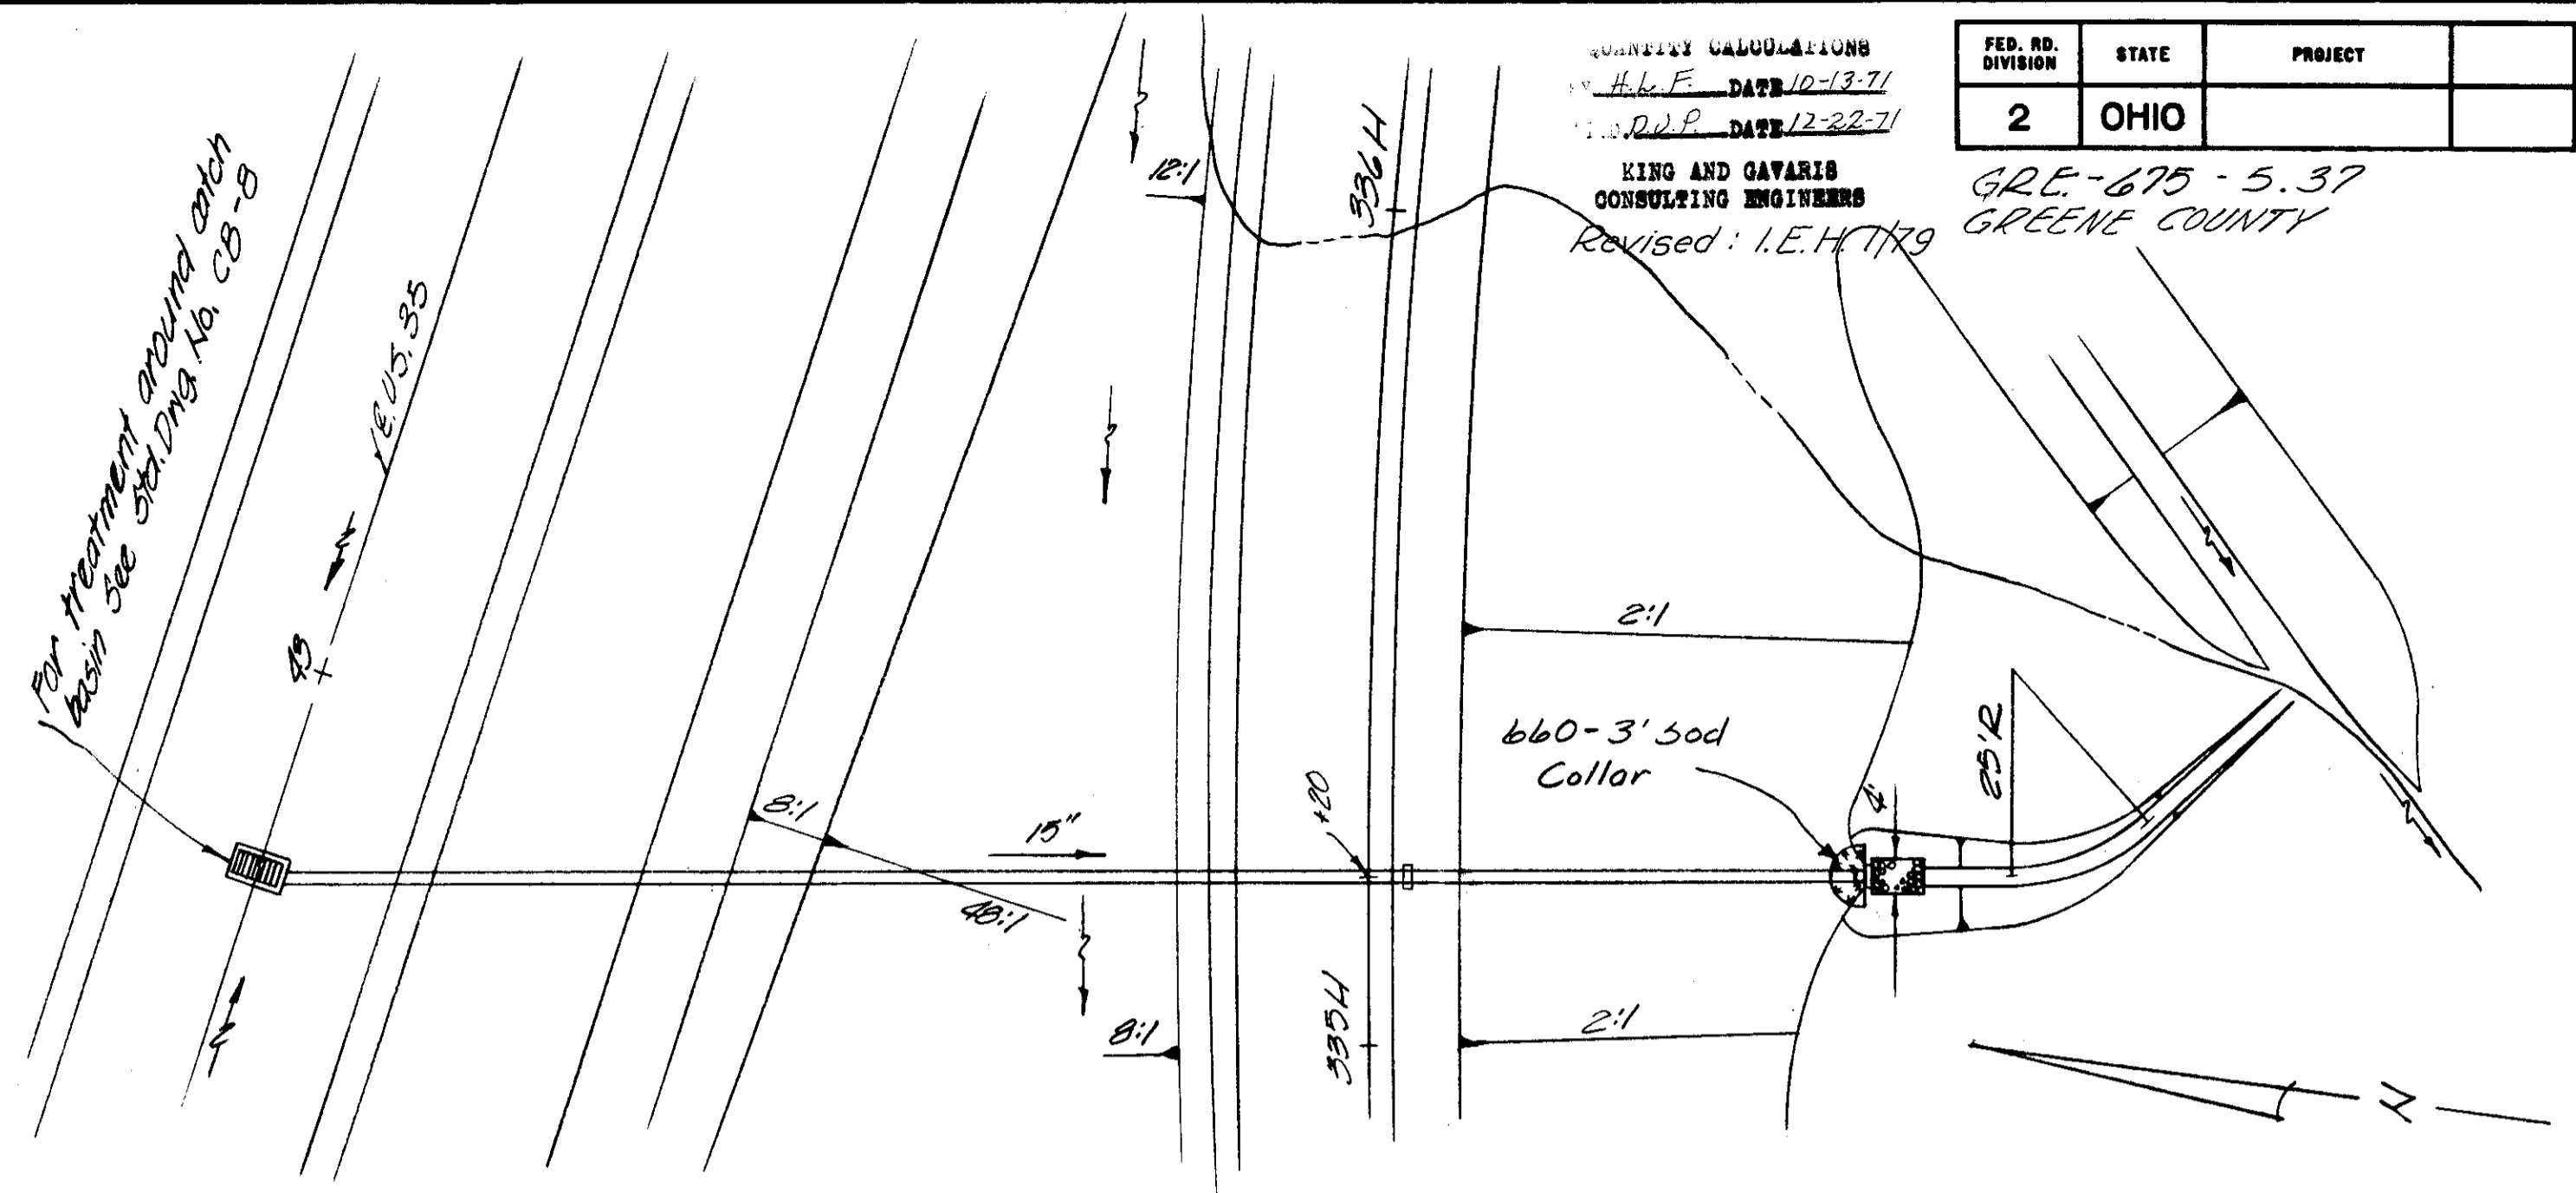 QUANTITY CALCULATIONS
H.L.F. DATE 10-13-71
D.J.P. DATE 12-22-71
KING AND GAVARIS
CONSULTING ENGINEERS
Revised: I.E.H. 7/79
FED. RD. DIVISION STATE PROJECT
2 OHIO
GRE.-675-5.37
GREENE COUNTY
For treatment around catch
basin See Std. Dwg. No. CB-8
U.S. 35
43
12:1
336H
2:1
660-3' Sod
Collar
25'R
4'
+20
8:1
15"
48:1
8:1
335H
2:1
N